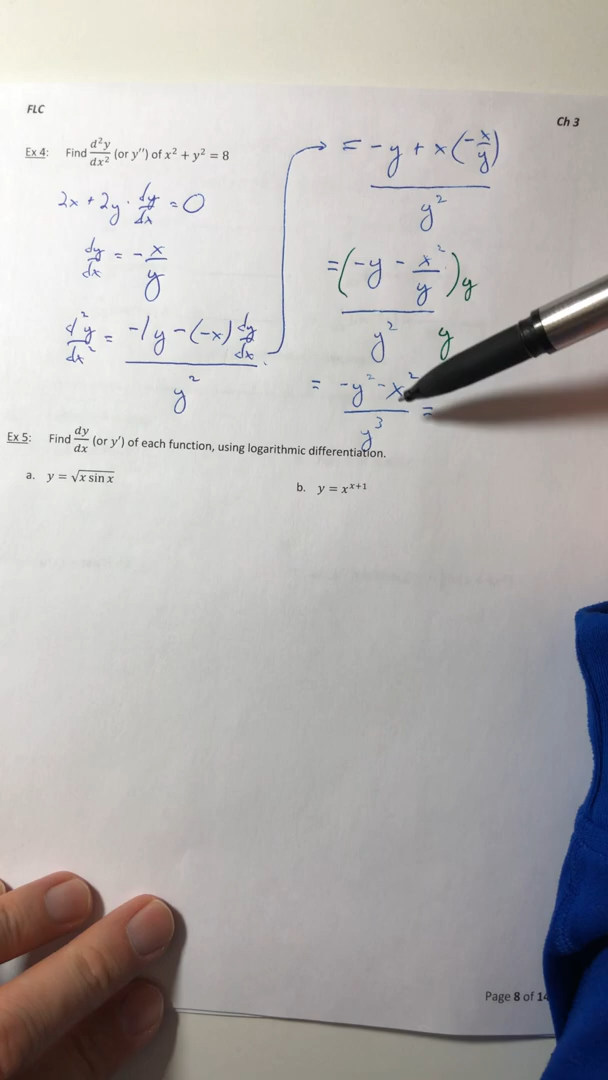 FLC
Ch 3
Ex 4: Find d²y/dx² (or y'') of x² + y² = 8
2x + 2y · dy/dx = 0
dy/dx = -x/y
d²y/dx² = (-1y - (-x) dy/dx)/y²
= (-y + x(-x/y))/y²
= (-y - x²/y)y / y² y
= (-y² - x²)/y³ =
Ex 5: Find dy/dx (or y') of each function, using logarithmic differentiation.
a. y = √(x sin x)
b. y = x^(x+1)
Page 8 of 14